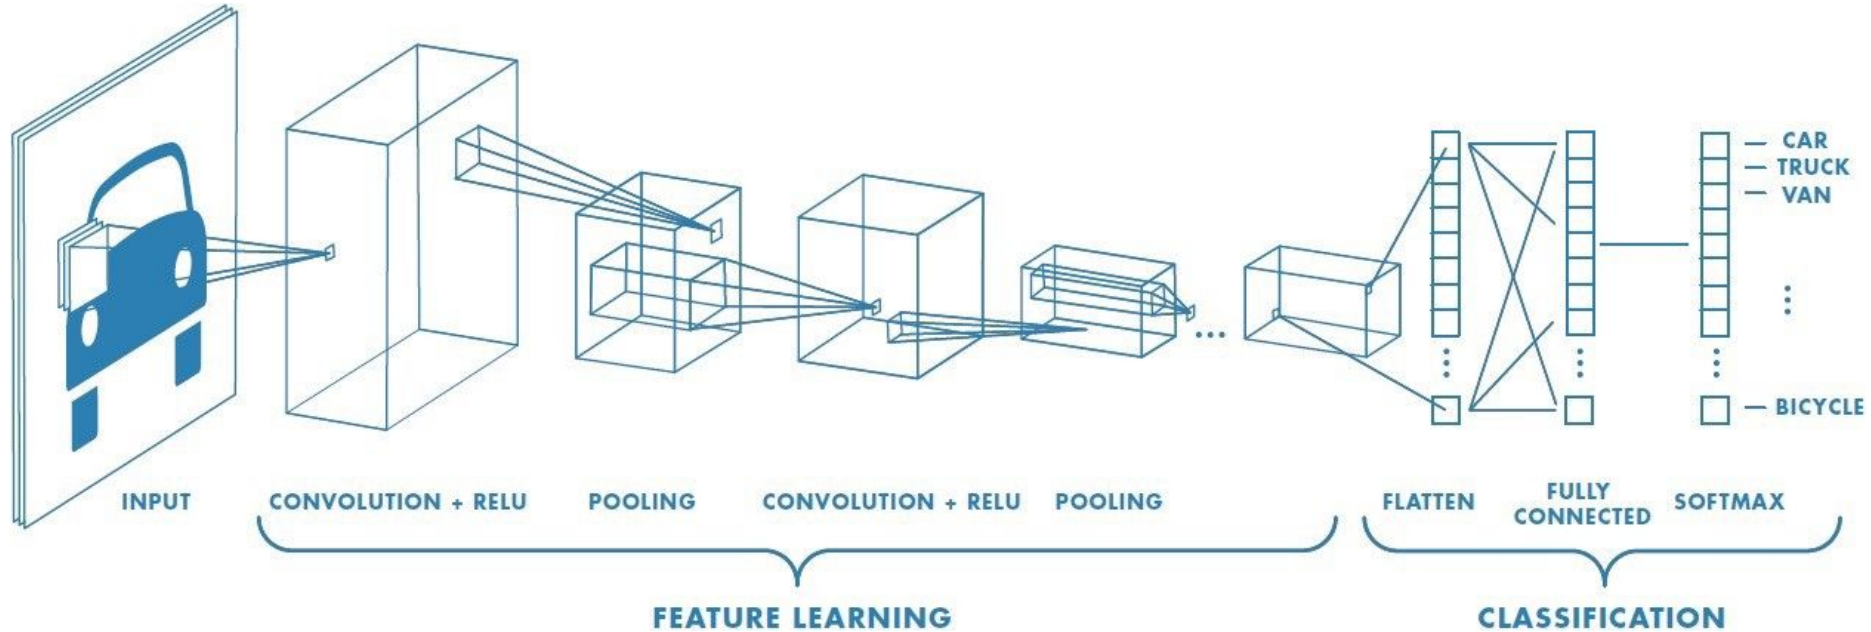 CAR
TRUCK
VAN
BICYCLE
INPUT
CONVOLUTION + RELU
POOLING
CONVOLUTION + RELU
POOLING
FLATTEN
FULLY
CONNECTED
SOFTMAX
FEATURE LEARNING
CLASSIFICATION